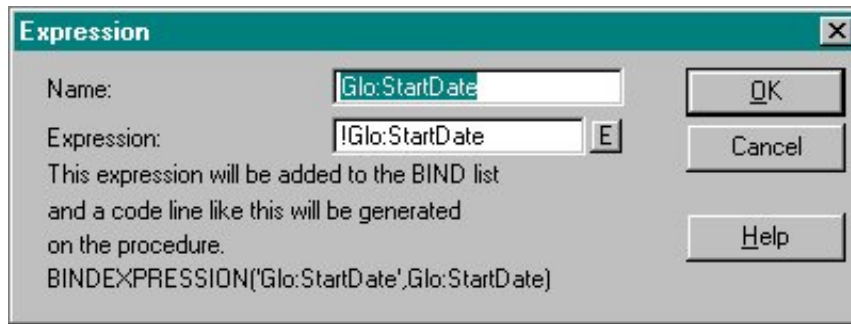 Expression
Name: Glo:StartDate
OK
Expression: !Glo:StartDate E
Cancel
This expression will be added to the BIND list
and a code line like this will be generated
on the procedure.
Help
BINDEXPRESSION('Glo:StartDate',Glo:StartDate)